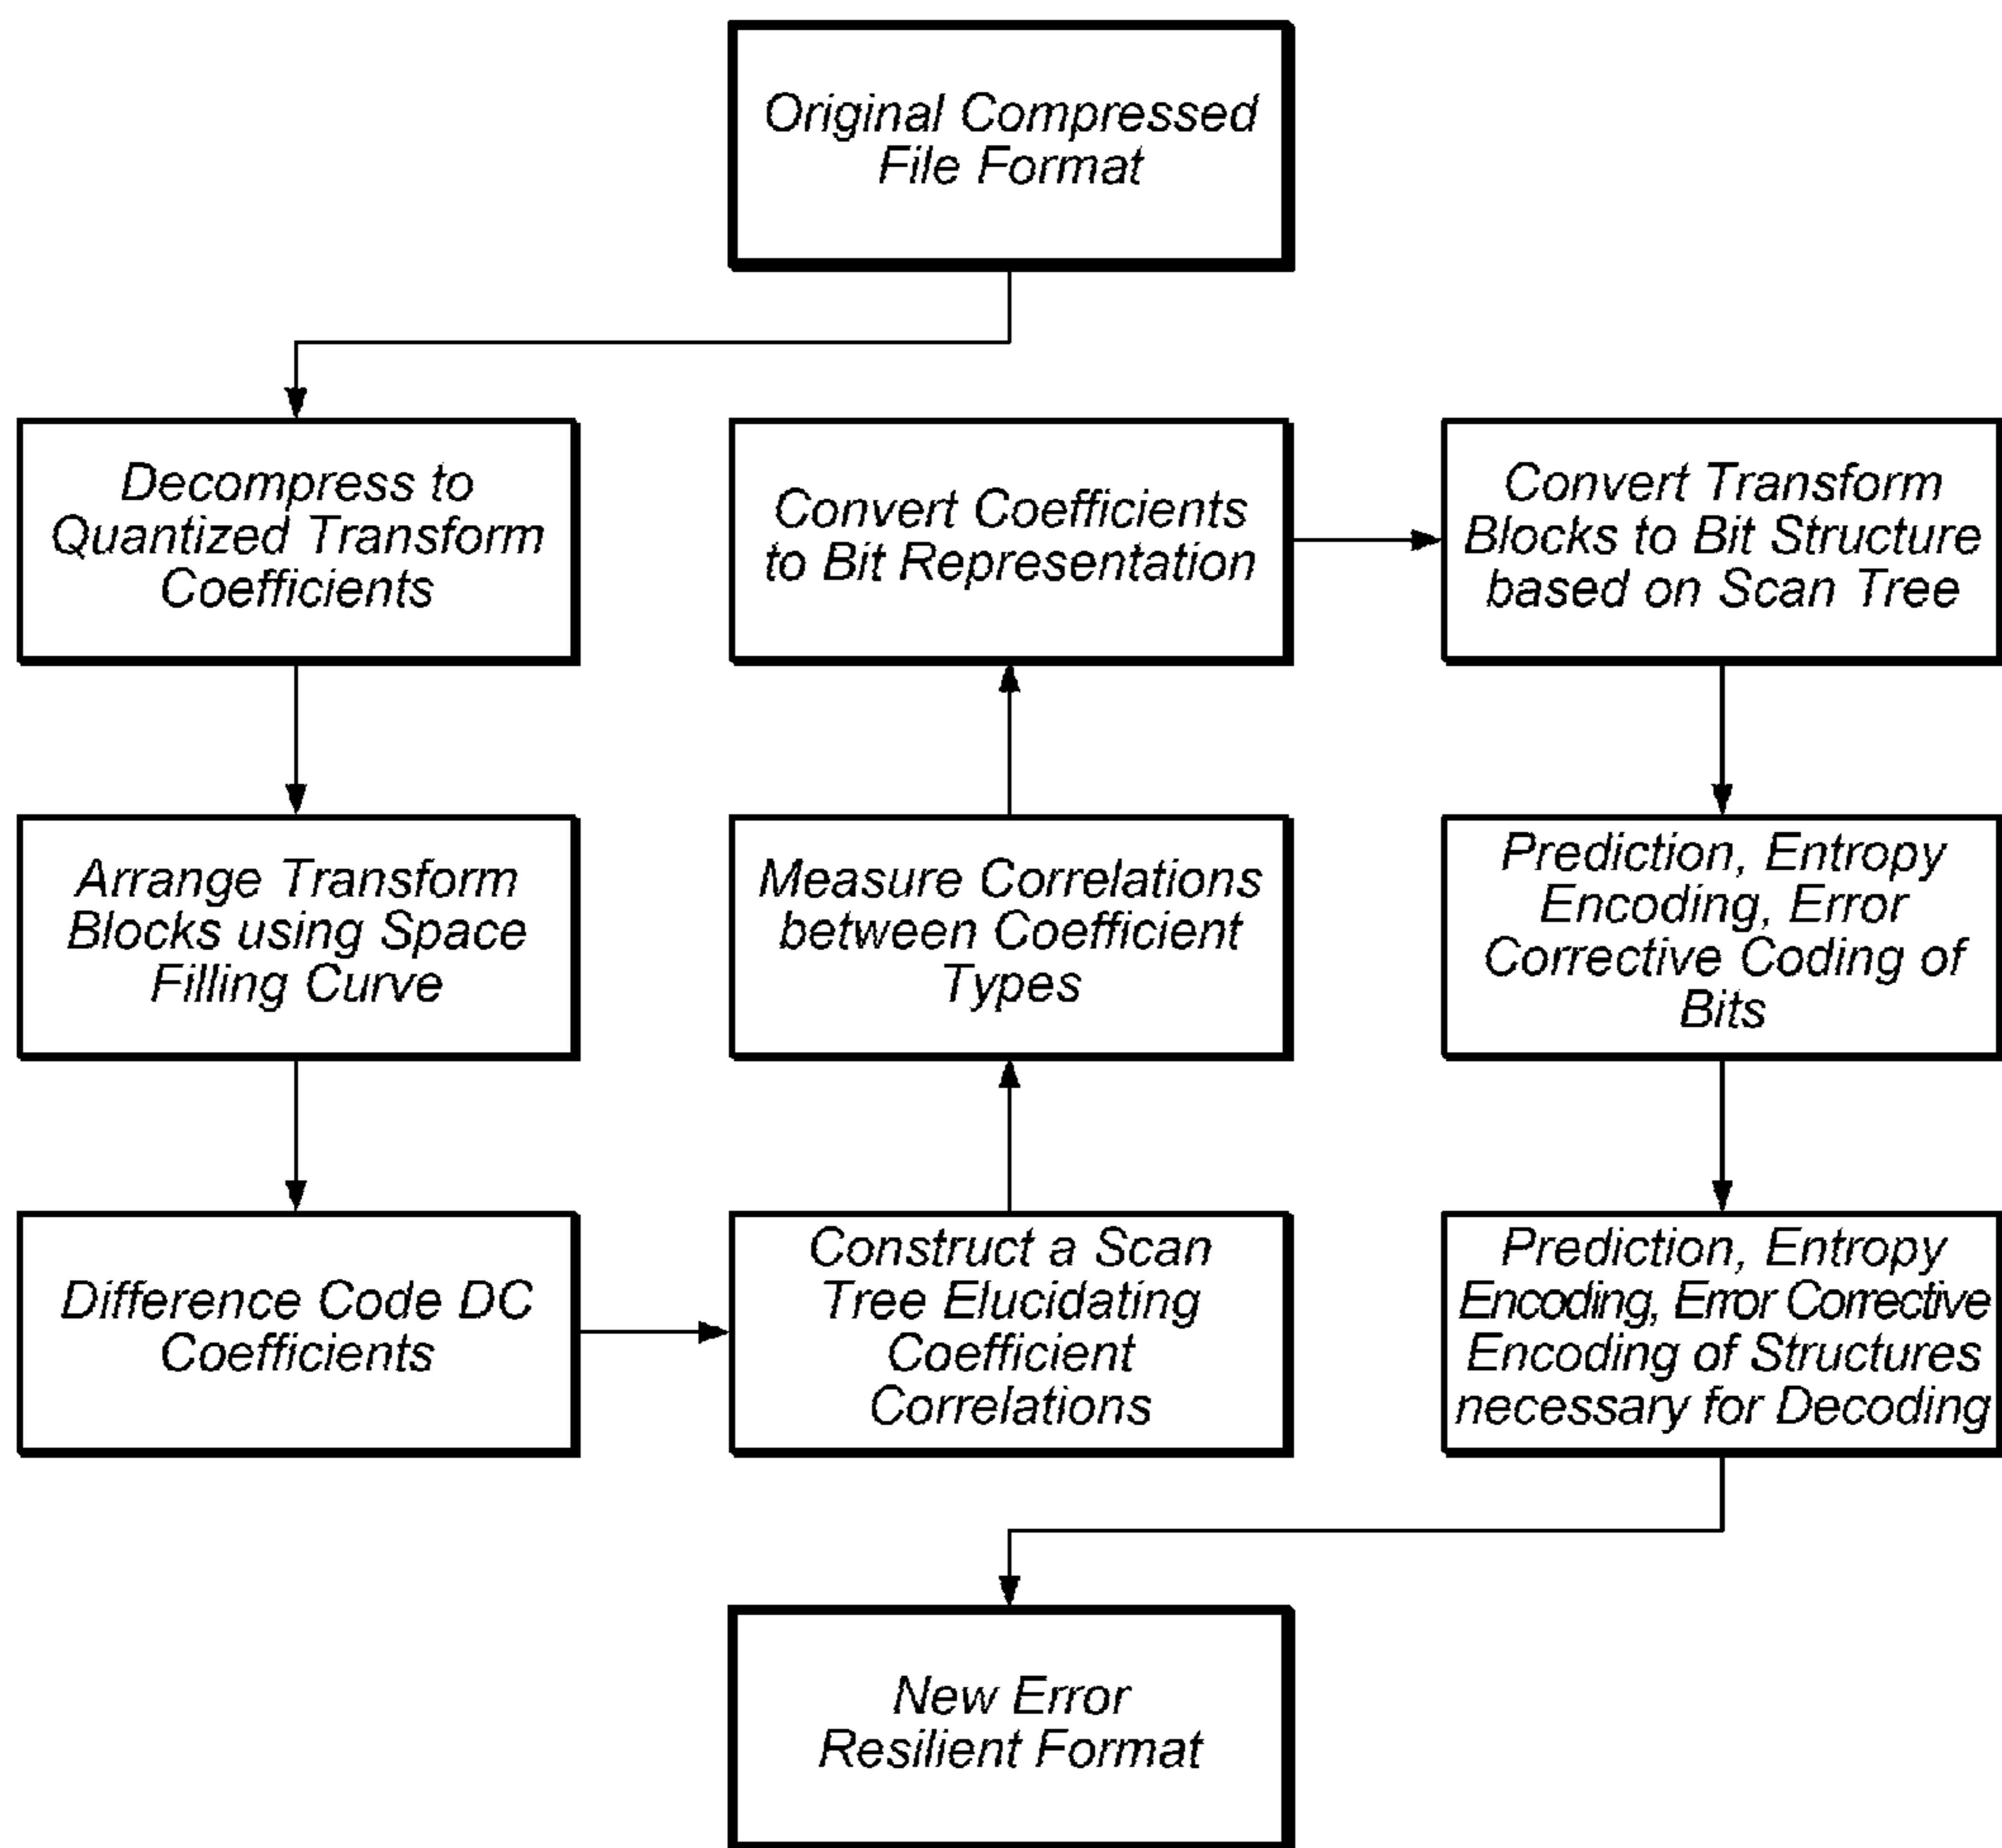 Original Compressed
File Format
Decompress to
Quantized Transform
Coefficients
Arrange Transform
Blocks using Space
Filling Curve
Difference Code DC
Coefficients
Construct a Scan
Tree Elucidating
Coefficient
Correlations
Measure Correlations
between Coefficient
Types
Convert Coefficients
to Bit Representation
Convert Transform
Blocks to Bit Structure
based on Scan Tree
Prediction, Entropy
Encoding, Error
Corrective Coding of
Bits
Prediction, Entropy
Encoding, Error Corrective
Encoding of Structures
necessary for Decoding
New Error
Resilient Format